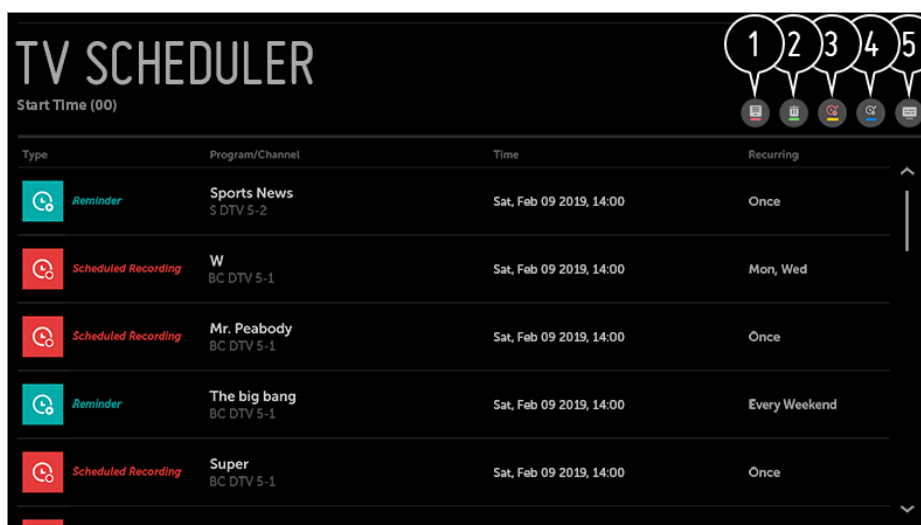 TV SCHEDULER
1 2 3 4 5
Start Time (00)
Type Program/Channel Time Recurring
Reminder Sports News Sat, Feb 09 2019, 14:00 Once
S DTV 5-2
Scheduled Recording W Sat, Feb 09 2019, 14:00 Mon, Wed
BC DTV 5-1
Scheduled Recording Mr. Peabody Sat, Feb 09 2019, 14:00 Once
BC DTV 5-1
Reminder The big bang Sat, Feb 09 2019, 14:00 Every Weekend
BC DTV 5-1
Scheduled Recording Super Sat, Feb 09 2019, 14:00 Once
BC DTV 5-1